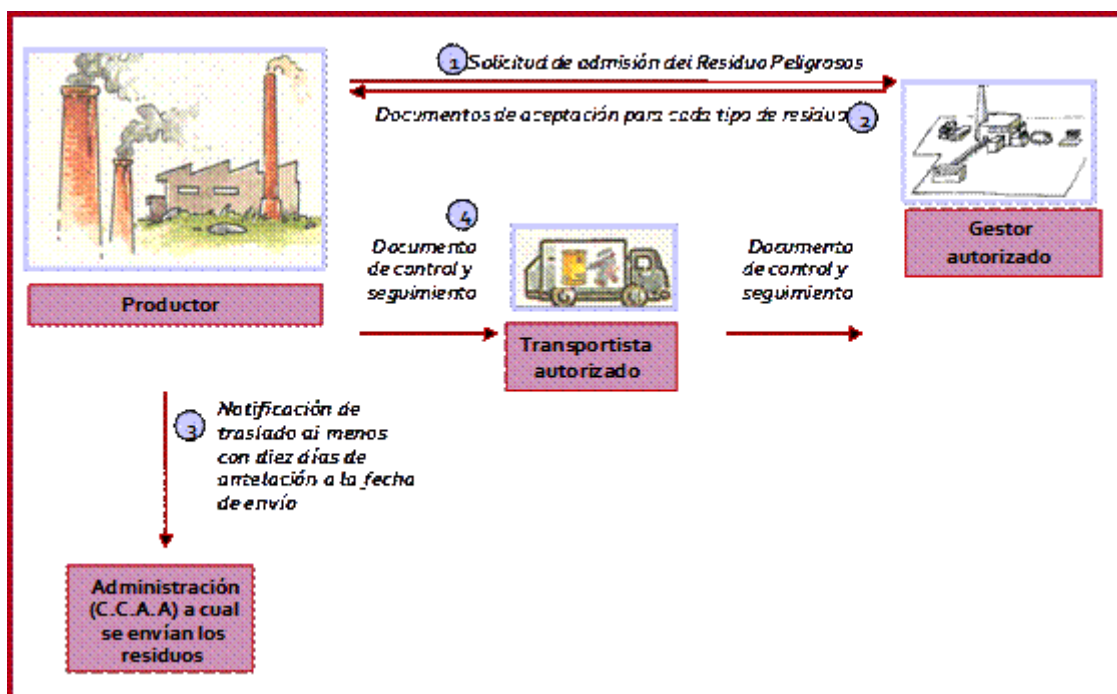 1 Solicitud de admisión del Residuo Peligrosos
Documentos de aceptación para cada tipo de residuo 2
Productor
4
Documento
de control y
seguimiento
Transportista
autorizado
Documento
de control y
seguimiento
Gestor
autorizado
3
Notificación de
traslado al menos
con diez días de
antelación a la fecha
de envío
Administración
(C.C.A.A) a cual
se envían los
residuos